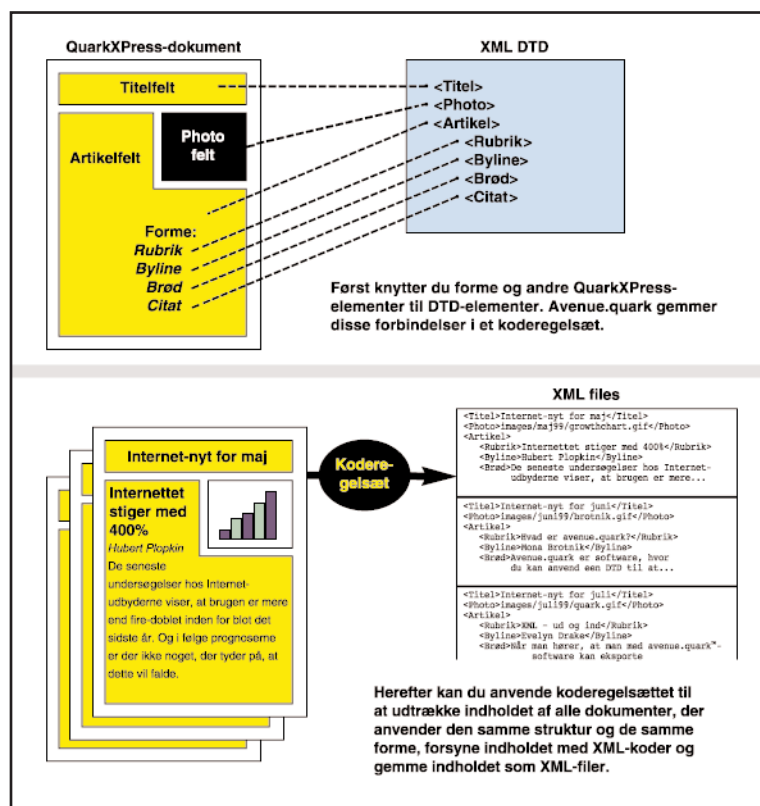 QuarkXPress-dokument
Titelfelt
Photo
felt
Artikelfelt
Forme:
Rubrik
Byline
Brød
Citat
XML DTD
<Titel>
<Photo>
<Artikel>
<Rubrik>
<Byline>
<Brød>
<Citat>
Først knytter du forme og andre QuarkXPress-
elementer til DTD-elementer. Avenue.quark gemmer
disse forbindelser i et koderegelsæt.
Internet-nyt for maj
Internettet
stiger med
400%
Hubert Plopkin
De seneste
undersøgelser hos Internet-
udbyderne viser, at brugen er mere
end fire-doblet inden for blot det
sidste år. Og i følge prognoserne
er der ikke noget, der tyder på, at
dette vil falde.
Kodere-
gelsæt
XML files
<Titel>Internet-nyt for maj</Titel>
<Photo>images/maj99/growthchart.gif</Photo>
<Artikel>
<Rubrik>Internettet stiger med 400%</Rubrik>
<Byline>Hubert Plopkin</Byline>
<Brød>De seneste undersøgelser hos Internet-
udbyderne viser, at brugen er mere...
<Titel>Internet-nyt for juni</Titel>
<Photo>images/juni99/brotnik.gif</Photo>
<Artikel>
<Rubrik>Hvad er avenue.quark?</Rubrik>
<Byline>Mona Brotnik</Byline>
<Brød>Avenue.quark er software, hvor
du kan anvend een DTD til at...
<Titel>Internet-nyt for juli</Titel>
<Photo>images/juli99/quark.gif</Photo>
<Artikel>
<Rubrik>XML - ud og ind</Rubrik>
<Byline>Evelyn Drake</Byline>
<Brød>Når man hører, at man med avenue.quark™-
software kan eksporte
Herefter kan du anvende koderegelsættet til
at udtrække indholdet af alle dokumenter, der
anvender den samme struktur og de samme
forme, forsyne indholdet med XML-koder og
gemme indholdet som XML-filer.